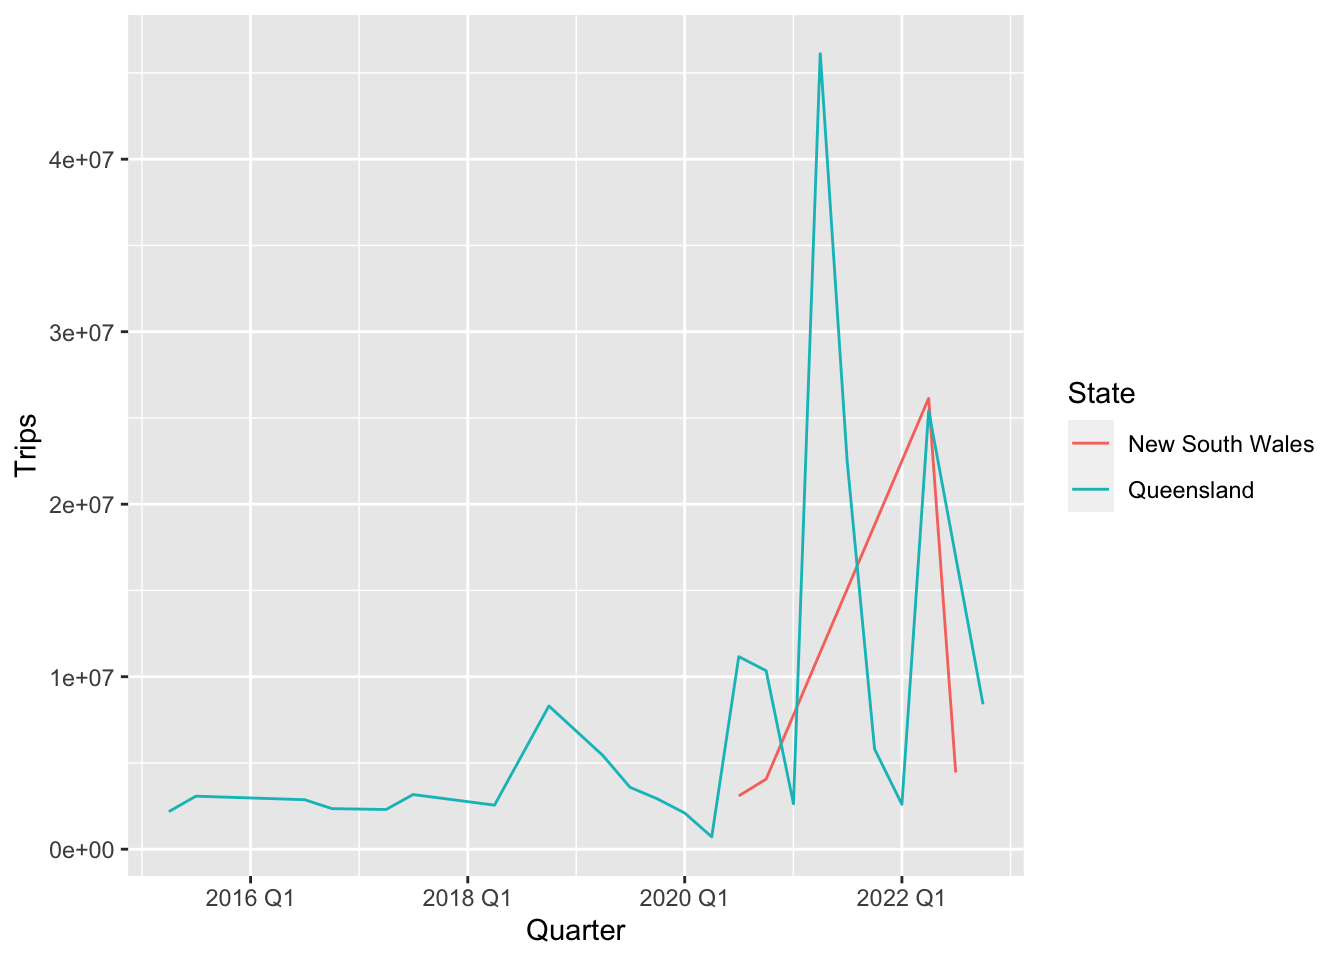 4e+07
3e+07
2e+07
1e+07
0e+00
Trips
2016 Q1
2018 Q1
2020 Q1
2022 Q1
Quarter
State
New South Wales
Queensland